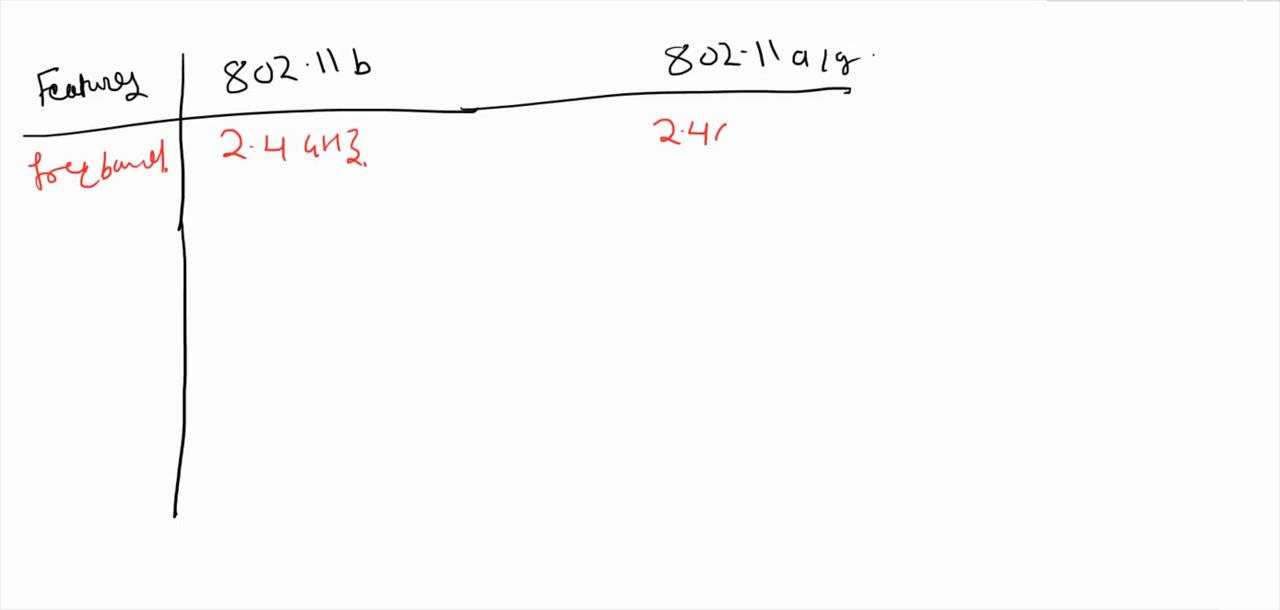 Features 802.11b 802.11a/g.
freq band. 2.4 GHz. 2.4